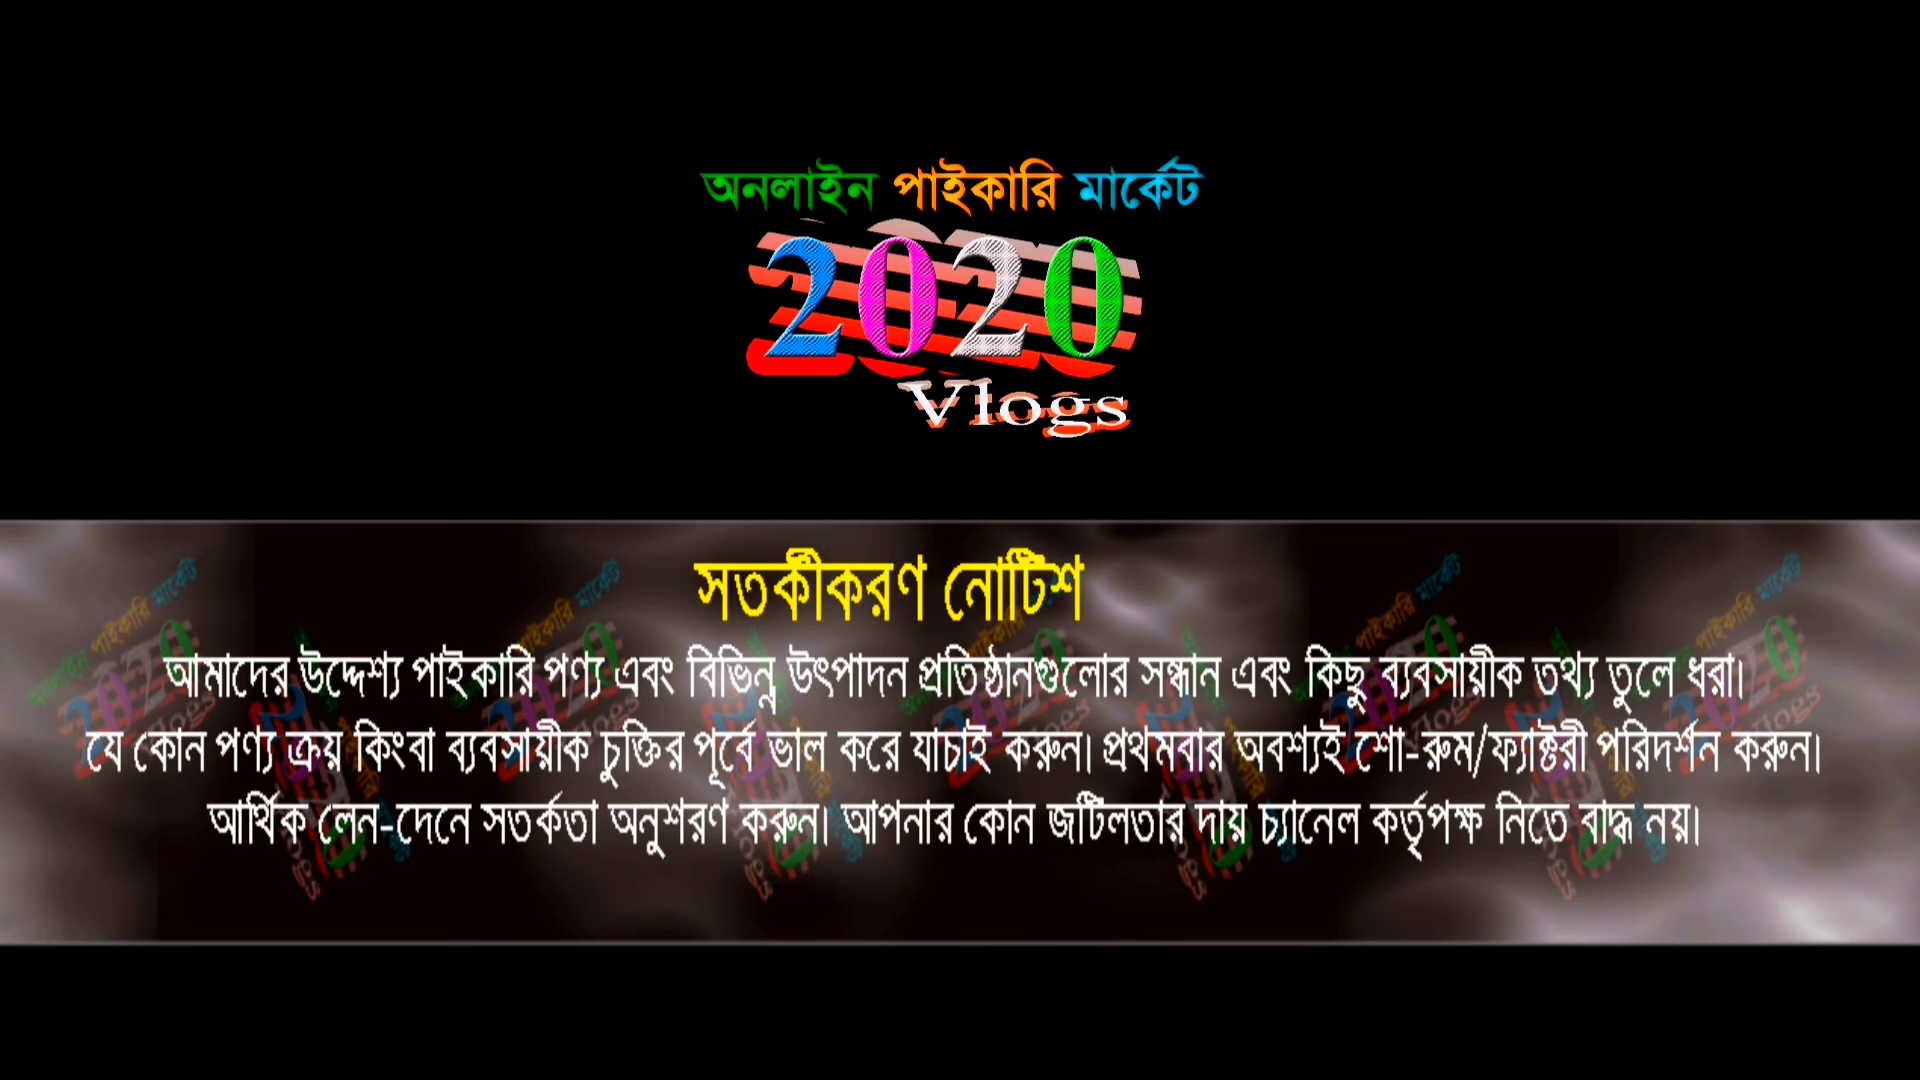 অনলাইন পাইকারি মার্কেট
2020
Vlogs
সতর্কীকরণ নোটিশ
আমাদের উদ্দেশ্য পাইকারি পণ্য এবং বিভিন্ন উৎপাদন প্রতিষ্ঠানগুলোর সন্ধান এবং কিছু ব্যবসায়ীক তথ্য তুলে ধরা।
যে কোন পণ্য ক্রয় কিংবা ব্যবসায়ীক চুক্তির পূর্বে ভাল করে যাচাই করুন। প্রথমবার অবশ্যই শো-রুম/ফ্যাক্টরী পরিদর্শন করুন।
আর্থিক লেন-দেনে সতর্কতা অনুশরণ করুন। আপনার কোন জটিলতার দায় চ্যানেল কর্তৃপক্ষ নিতে বাদ্ধ নয়।